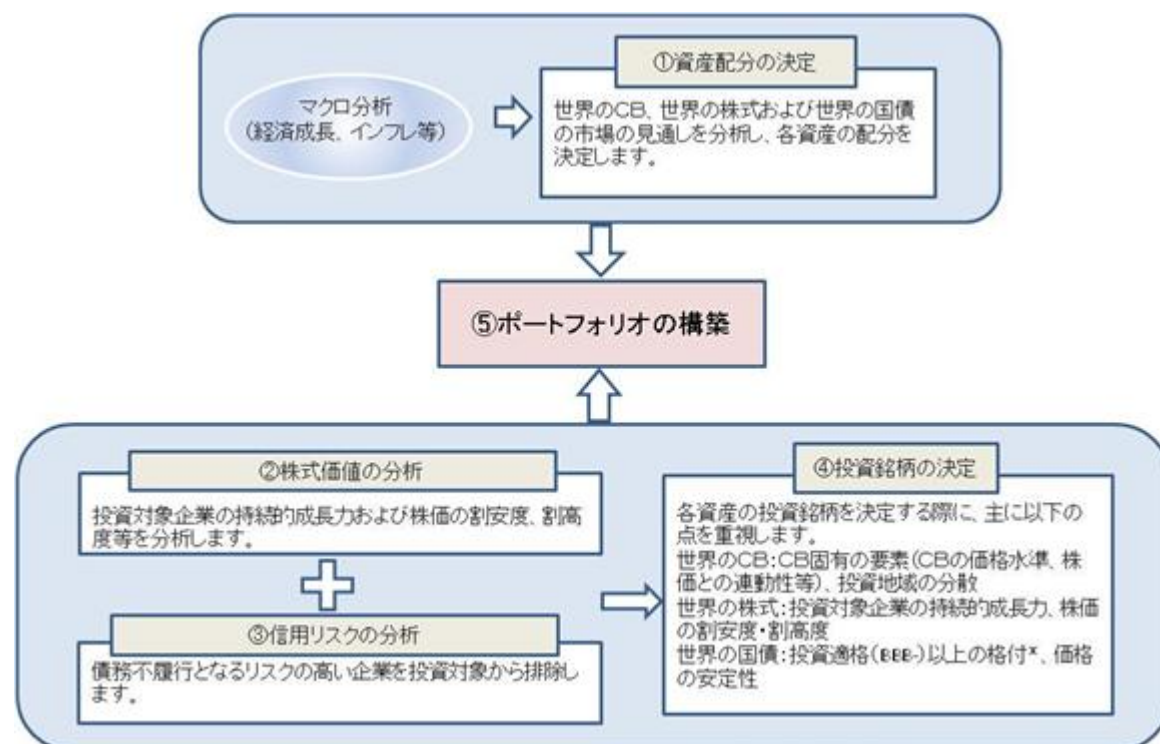 マクロ分析
(経済成長、インフレ等)
①資産配分の決定
世界のCB、世界の株式および世界の国債
の市場の見通しを分析し、各資産の配分を
決定します。
⑤ポートフォリオの構築
②株式価値の分析
投資対象企業の持続的成長力および株価の割安度、割高
度等を分析します。
③信用リスクの分析
債務不履行となるリスクの高い企業を投資対象から排除し
ます。
④投資銘柄の決定
各資産の投資銘柄を決定する際に、主に以下の
点を重視します。
世界のCB:CB固有の要素(CBの価格水準、株
価との連動性等)、投資地域の分散
世界の株式:投資対象企業の持続的成長力、株価
の割安度・割高度
世界の国債:投資適格(BBB-)以上の格付*、価格
の安定性